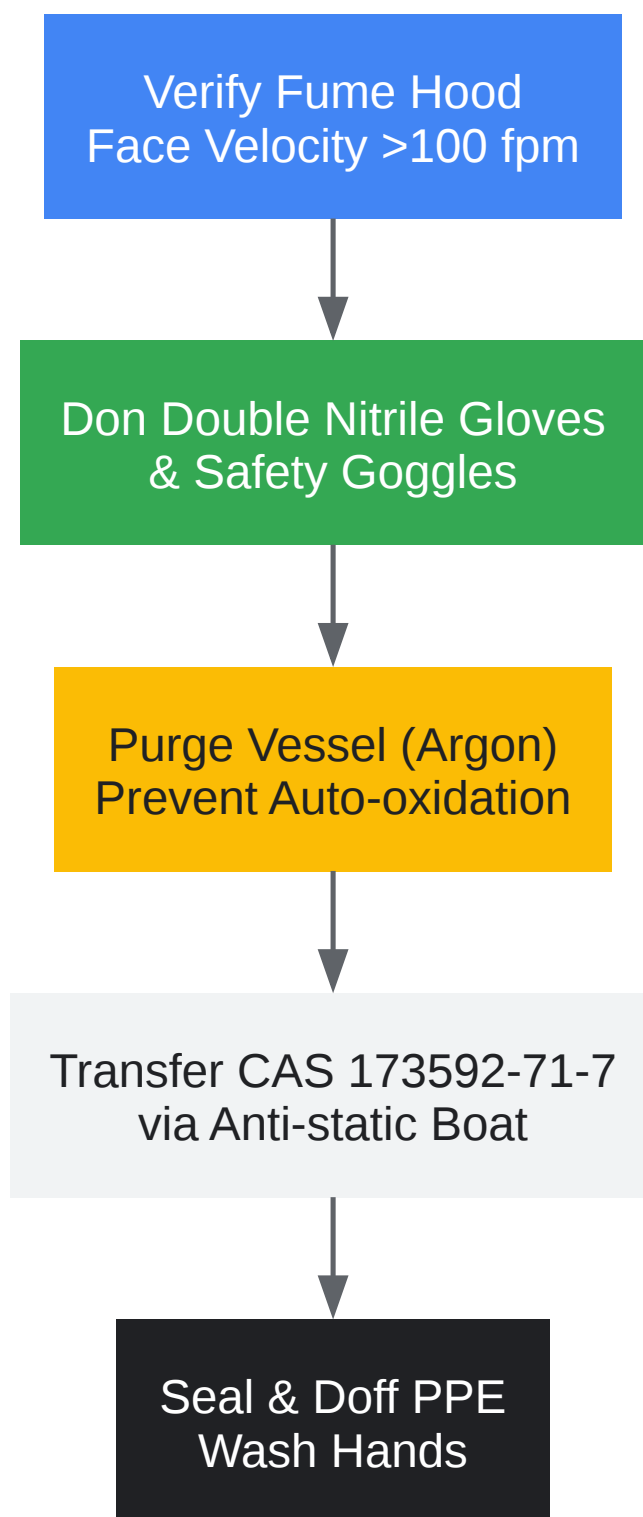 Verify Fume Hood
Face Velocity >100 fpm
Don Double Nitrile Gloves
& Safety Goggles
Purge Vessel (Argon)
Prevent Auto-oxidation
Transfer CAS 173592-71-7
via Anti-static Boat
Seal & Doff PPE
Wash Hands